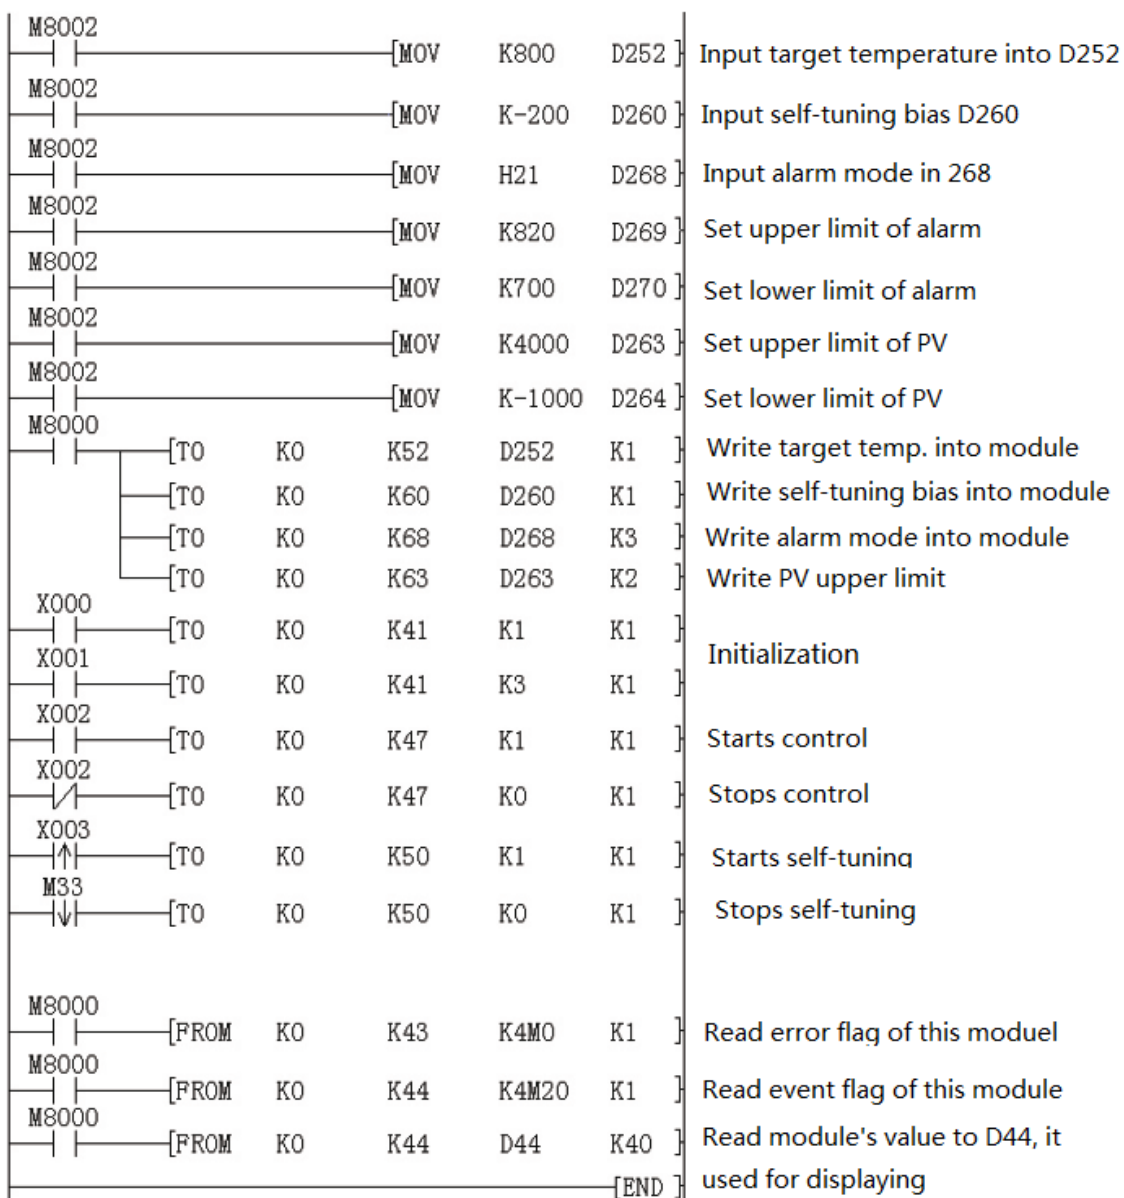 M8002
[MOV K800 D252] Input target temperature into D252
M8002
[MOV K-200 D260] Input self-tuning bias D260
M8002
[MOV H21 D268] Input alarm mode in 268
M8002
[MOV K820 D269] Set upper limit of alarm
M8002
[MOV K700 D270] Set lower limit of alarm
M8002
[MOV K4000 D263] Set upper limit of PV
M8002
[MOV K-1000 D264] Set lower limit of PV
M8000
[TO K0 K52 D252 K1] Write target temp. into module
[TO K0 K60 D260 K1] Write self-tuning bias into module
[TO K0 K68 D268 K3] Write alarm mode into module
[TO K0 K63 D263 K2] Write PV upper limit
X000
[TO K0 K41 K1 K1]
Initialization
X001
[TO K0 K41 K3 K1]
X002
[TO K0 K47 K1 K1] Starts control
X002
[TO K0 K47 K0 K1] Stops control
X003
[TO K0 K50 K1 K1] Starts self-tuning
M33
[TO K0 K50 K0 K1] Stops self-tuning
M8000
[FROM K0 K43 K4M0 K1] Read error flag of this moduel
M8000
[FROM K0 K44 K4M20 K1] Read event flag of this module
M8000
[FROM K0 K44 D44 K40] Read module's value to D44, it
[END] used for displaying